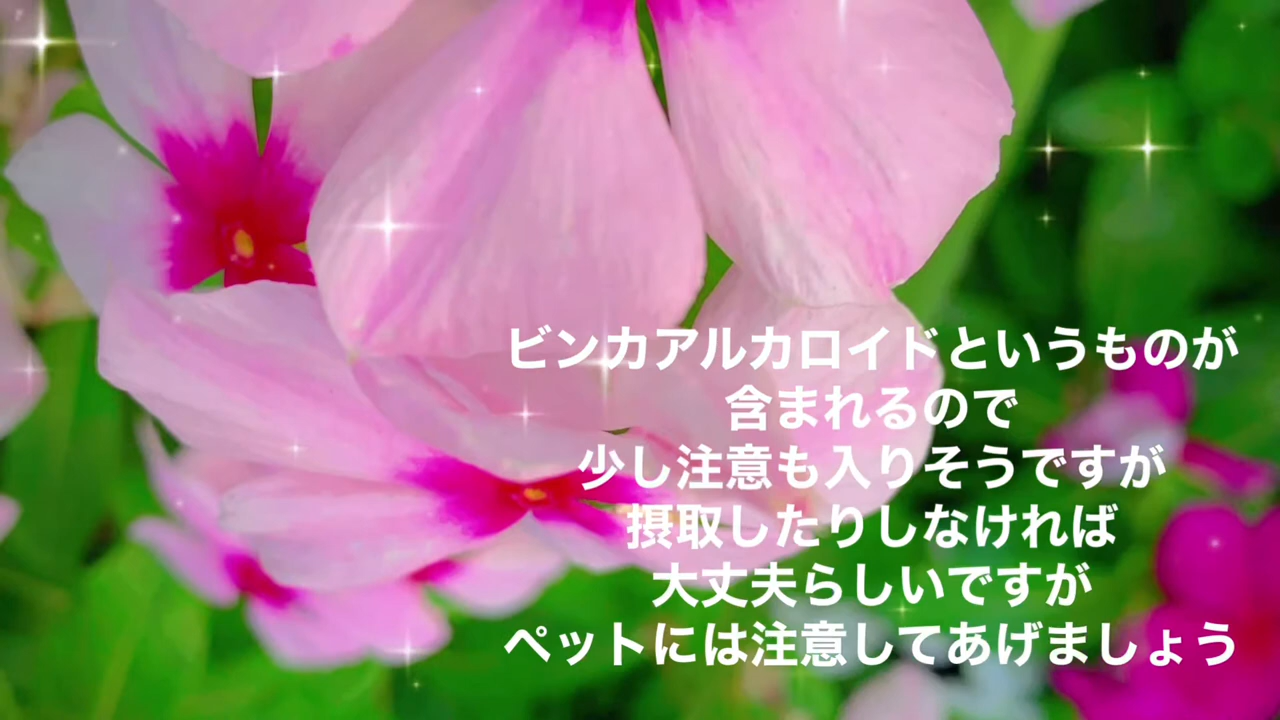 ビンカアルカロイドというものが
含まれるので
少し注意も入りそうですが
摂取したりしなければ
大丈夫らしいですが
ペットには注意してあげましょう